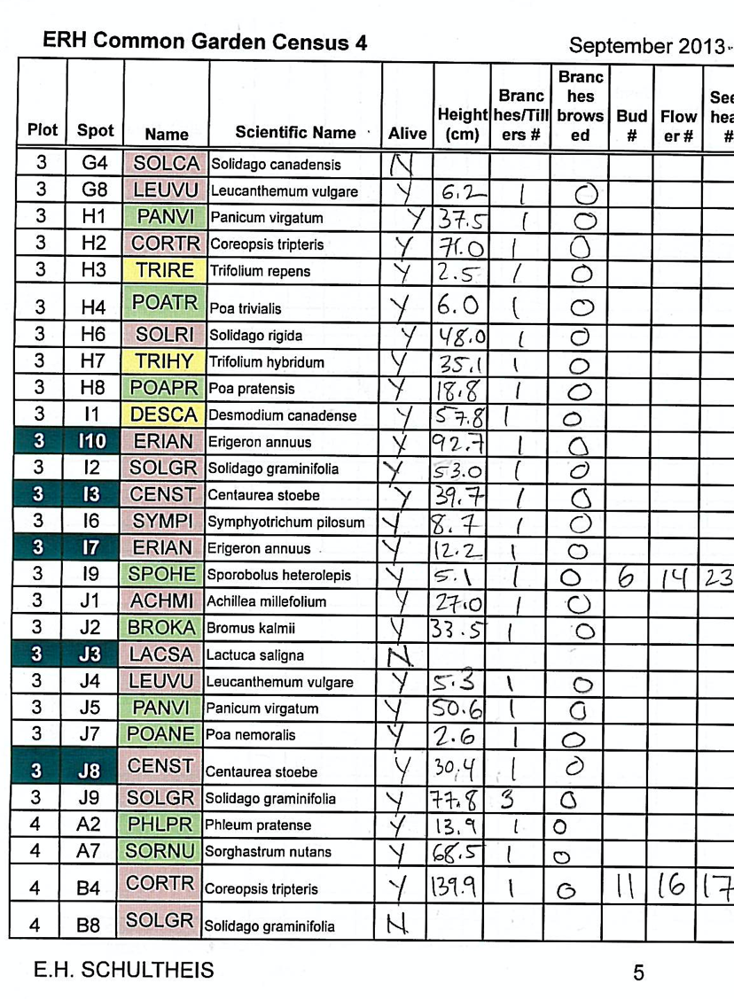 ERH Common Garden Census 4 September 2013-
Plot Spot Name Scientific Name Alive Height (cm) Branches/Tillers # Branches browsed Bud # Flower # See hea #
3 G4 SOLCA Solidago canadensis N
3 G8 LEUVU Leucanthemum vulgare Y 6.2 1 0
3 H1 PANVI Panicum virgatum Y 37.5 1 0
3 H2 CORTR Coreopsis tripteris Y 71.0 1 0
3 H3 TRIRE Trifolium repens Y 2.5 1 0
3 H4 POATR Poa trivialis Y 6.0 1 0
3 H6 SOLRI Solidago rigida Y 48.0 1 0
3 H7 TRIHY Trifolium hybridum Y 35.1 1 0
3 H8 POAPR Poa pratensis Y 18.8 1 0
3 I1 DESCA Desmodium canadense Y 57.8 1 0
3 I10 ERIAN Erigeron annuus Y 92.7 1 0
3 I2 SOLGR Solidago graminifolia Y 53.0 1 0
3 I3 CENST Centaurea stoebe Y 39.7 1 0
3 I6 SYMPI Symphyotrichum pilosum Y 8.7 1 0
3 I7 ERIAN Erigeron annuus Y 12.2 1 0
3 I9 SPOHE Sporobolus heterolepis Y 5.1 1 0 6 14 23
3 J1 ACHMI Achillea millefolium Y 27.0 1 0
3 J2 BROKA Bromus kalmii Y 33.5 1 0
3 J3 LACSA Lactuca saligna N
3 J4 LEUVU Leucanthemum vulgare Y 5.3 1 0
3 J5 PANVI Panicum virgatum Y 50.6 1 0
3 J7 POANE Poa nemoralis Y 2.6 1 0
3 J8 CENST Centaurea stoebe Y 30.4 1 0
3 J9 SOLGR Solidago graminifolia Y 77.8 3 0
4 A2 PHLPR Phleum pratense Y 13.9 1 0
4 A7 SORNU Sorghastrum nutans Y 68.5 1 0
4 B4 CORTR Coreopsis tripteris Y 139.9 1 0 11 16 17
4 B8 SOLGR Solidago graminifolia N
E.H. SCHULTHEIS 5